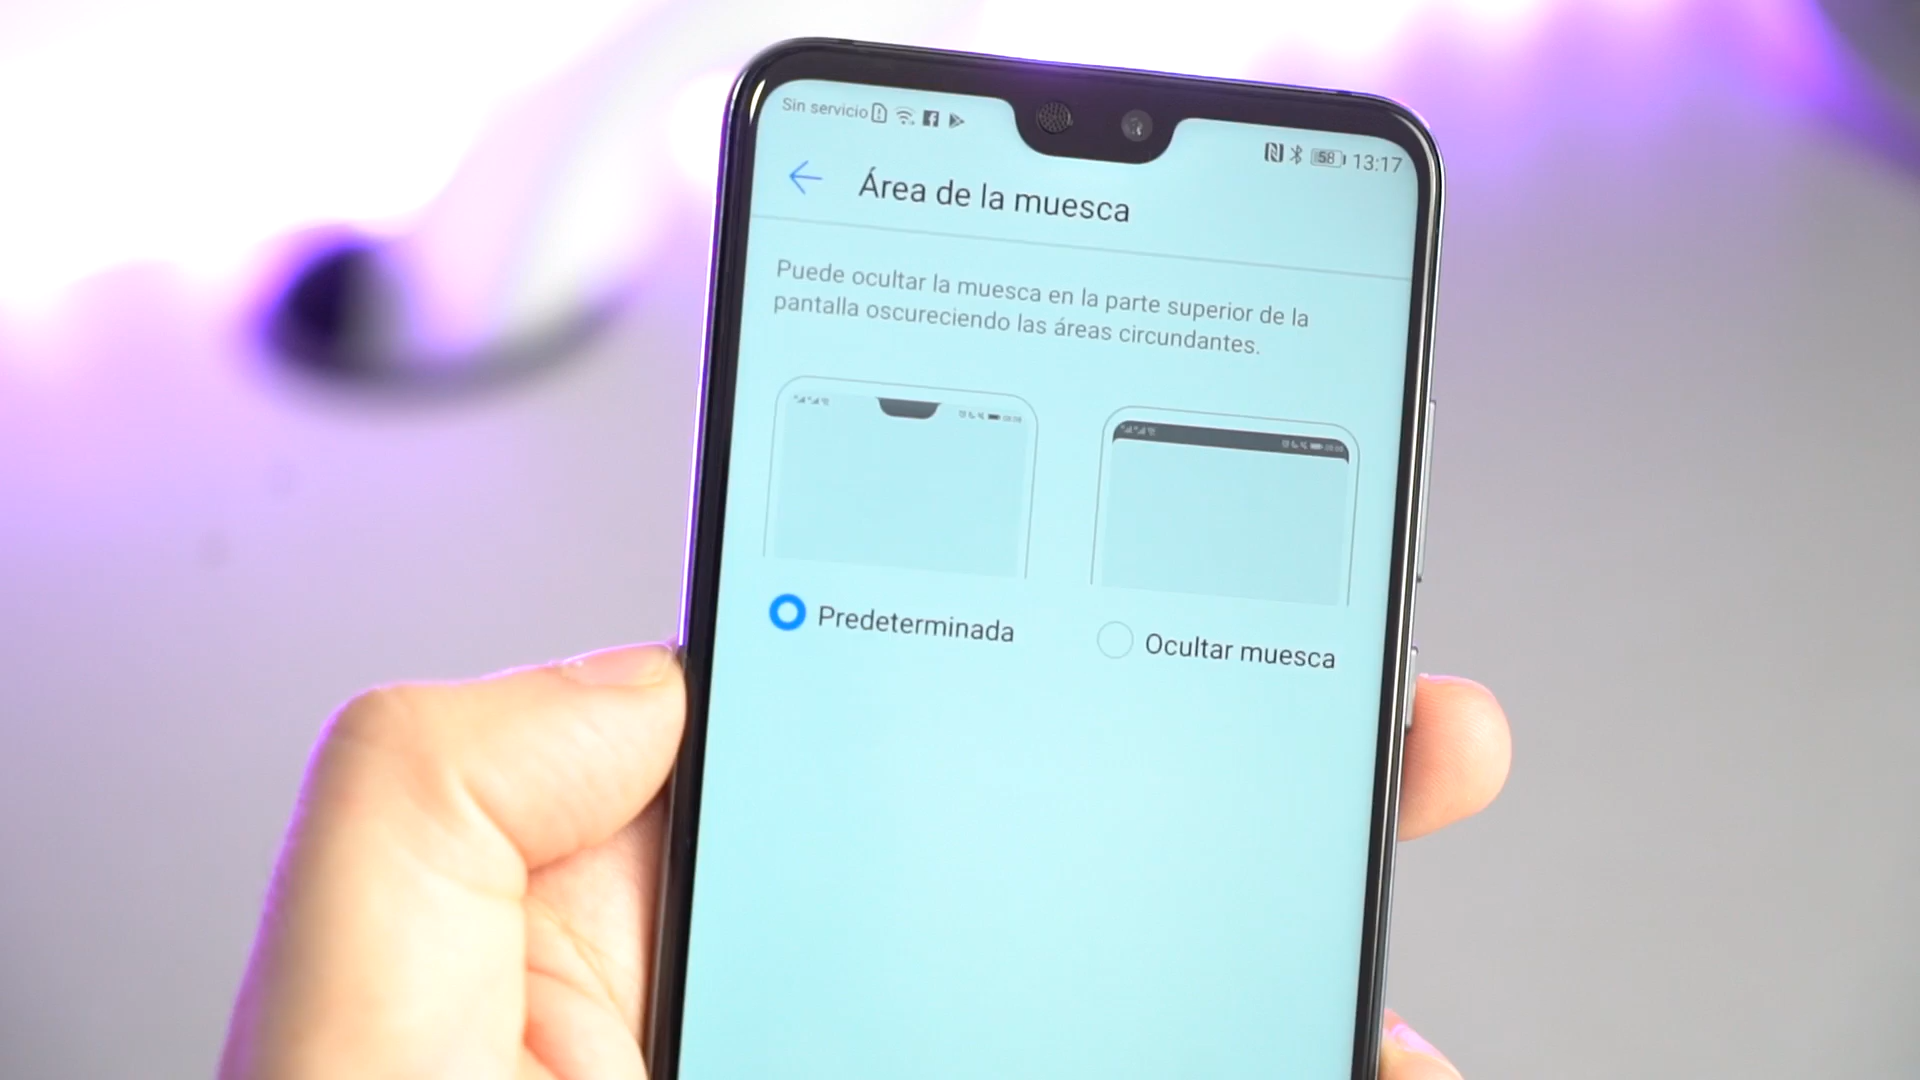 Sin servicio
58 13:17
Área de la muesca
Puede ocultar la muesca en la parte superior de la
pantalla oscureciendo las áreas circundantes.
Predeterminada
Ocultar muesca